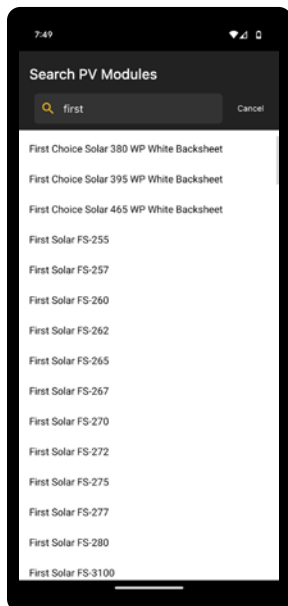 7:49
Search PV Modules
first
Cancel
First Choice Solar 380 WP White Backsheet
First Choice Solar 395 WP White Backsheet
First Choice Solar 465 WP White Backsheet
First Solar FS-255
First Solar FS-257
First Solar FS-260
First Solar FS-262
First Solar FS-265
First Solar FS-267
First Solar FS-270
First Solar FS-272
First Solar FS-275
First Solar FS-277
First Solar FS-280
First Solar FS-3100